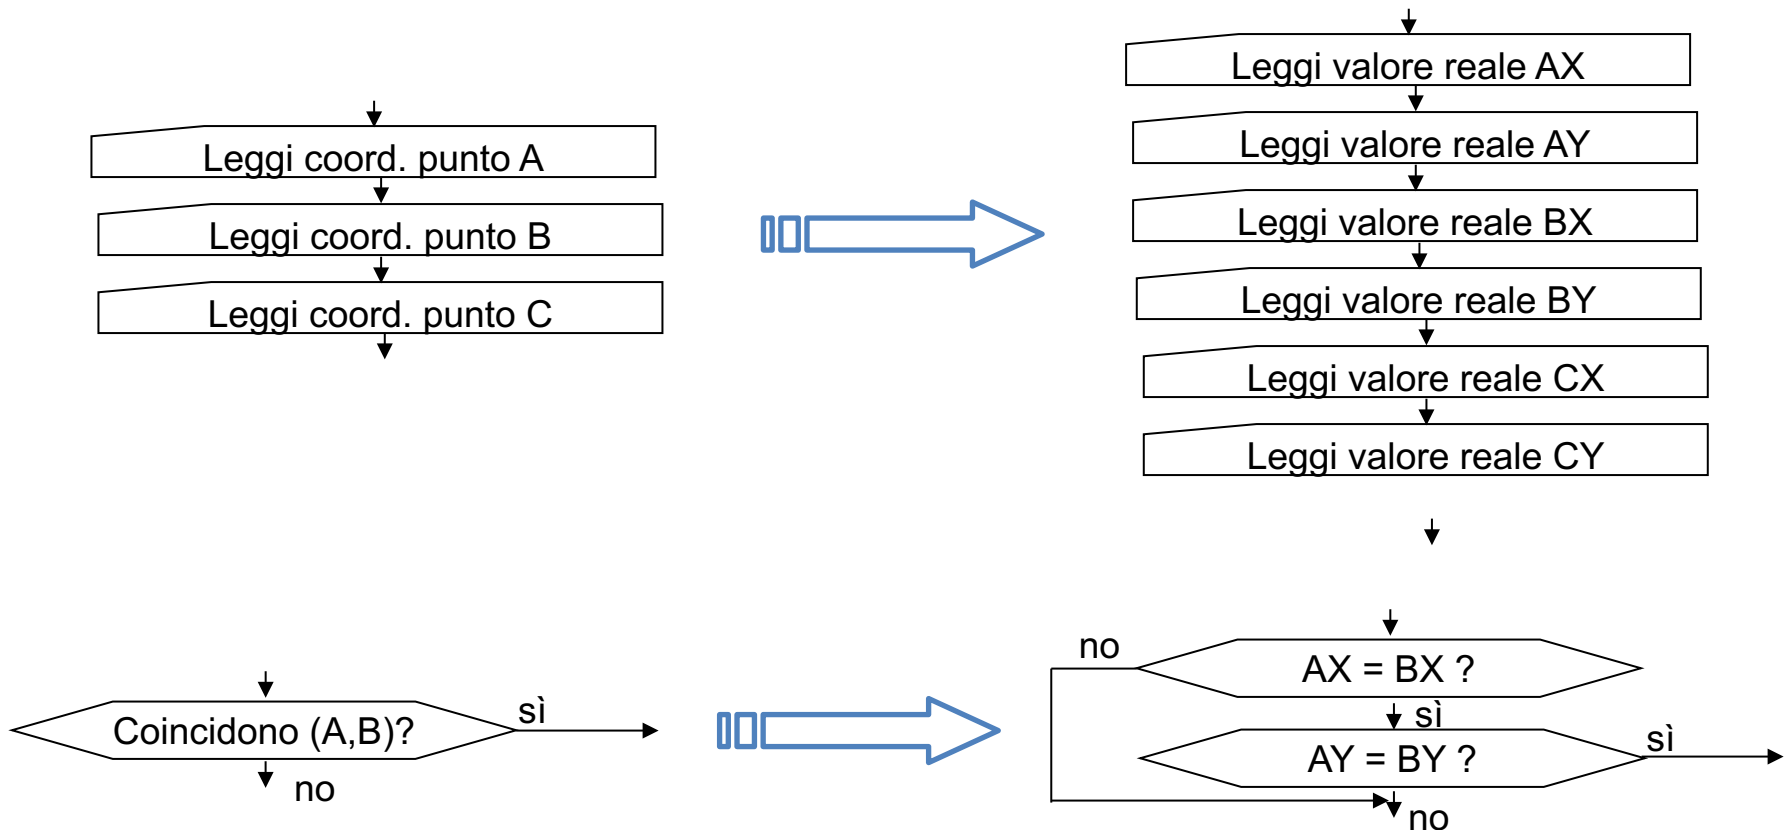 Leggi coord. punto A
Leggi coord. punto B
Leggi coord. punto C
Leggi valore reale AX
Leggi valore reale AY
Leggi valore reale BX
Leggi valore reale BY
Leggi valore reale CX
Leggi valore reale CY
Coincidono (A,B)?
sì
no
no
AX = BX ?
sì
AY = BY ?
sì
no